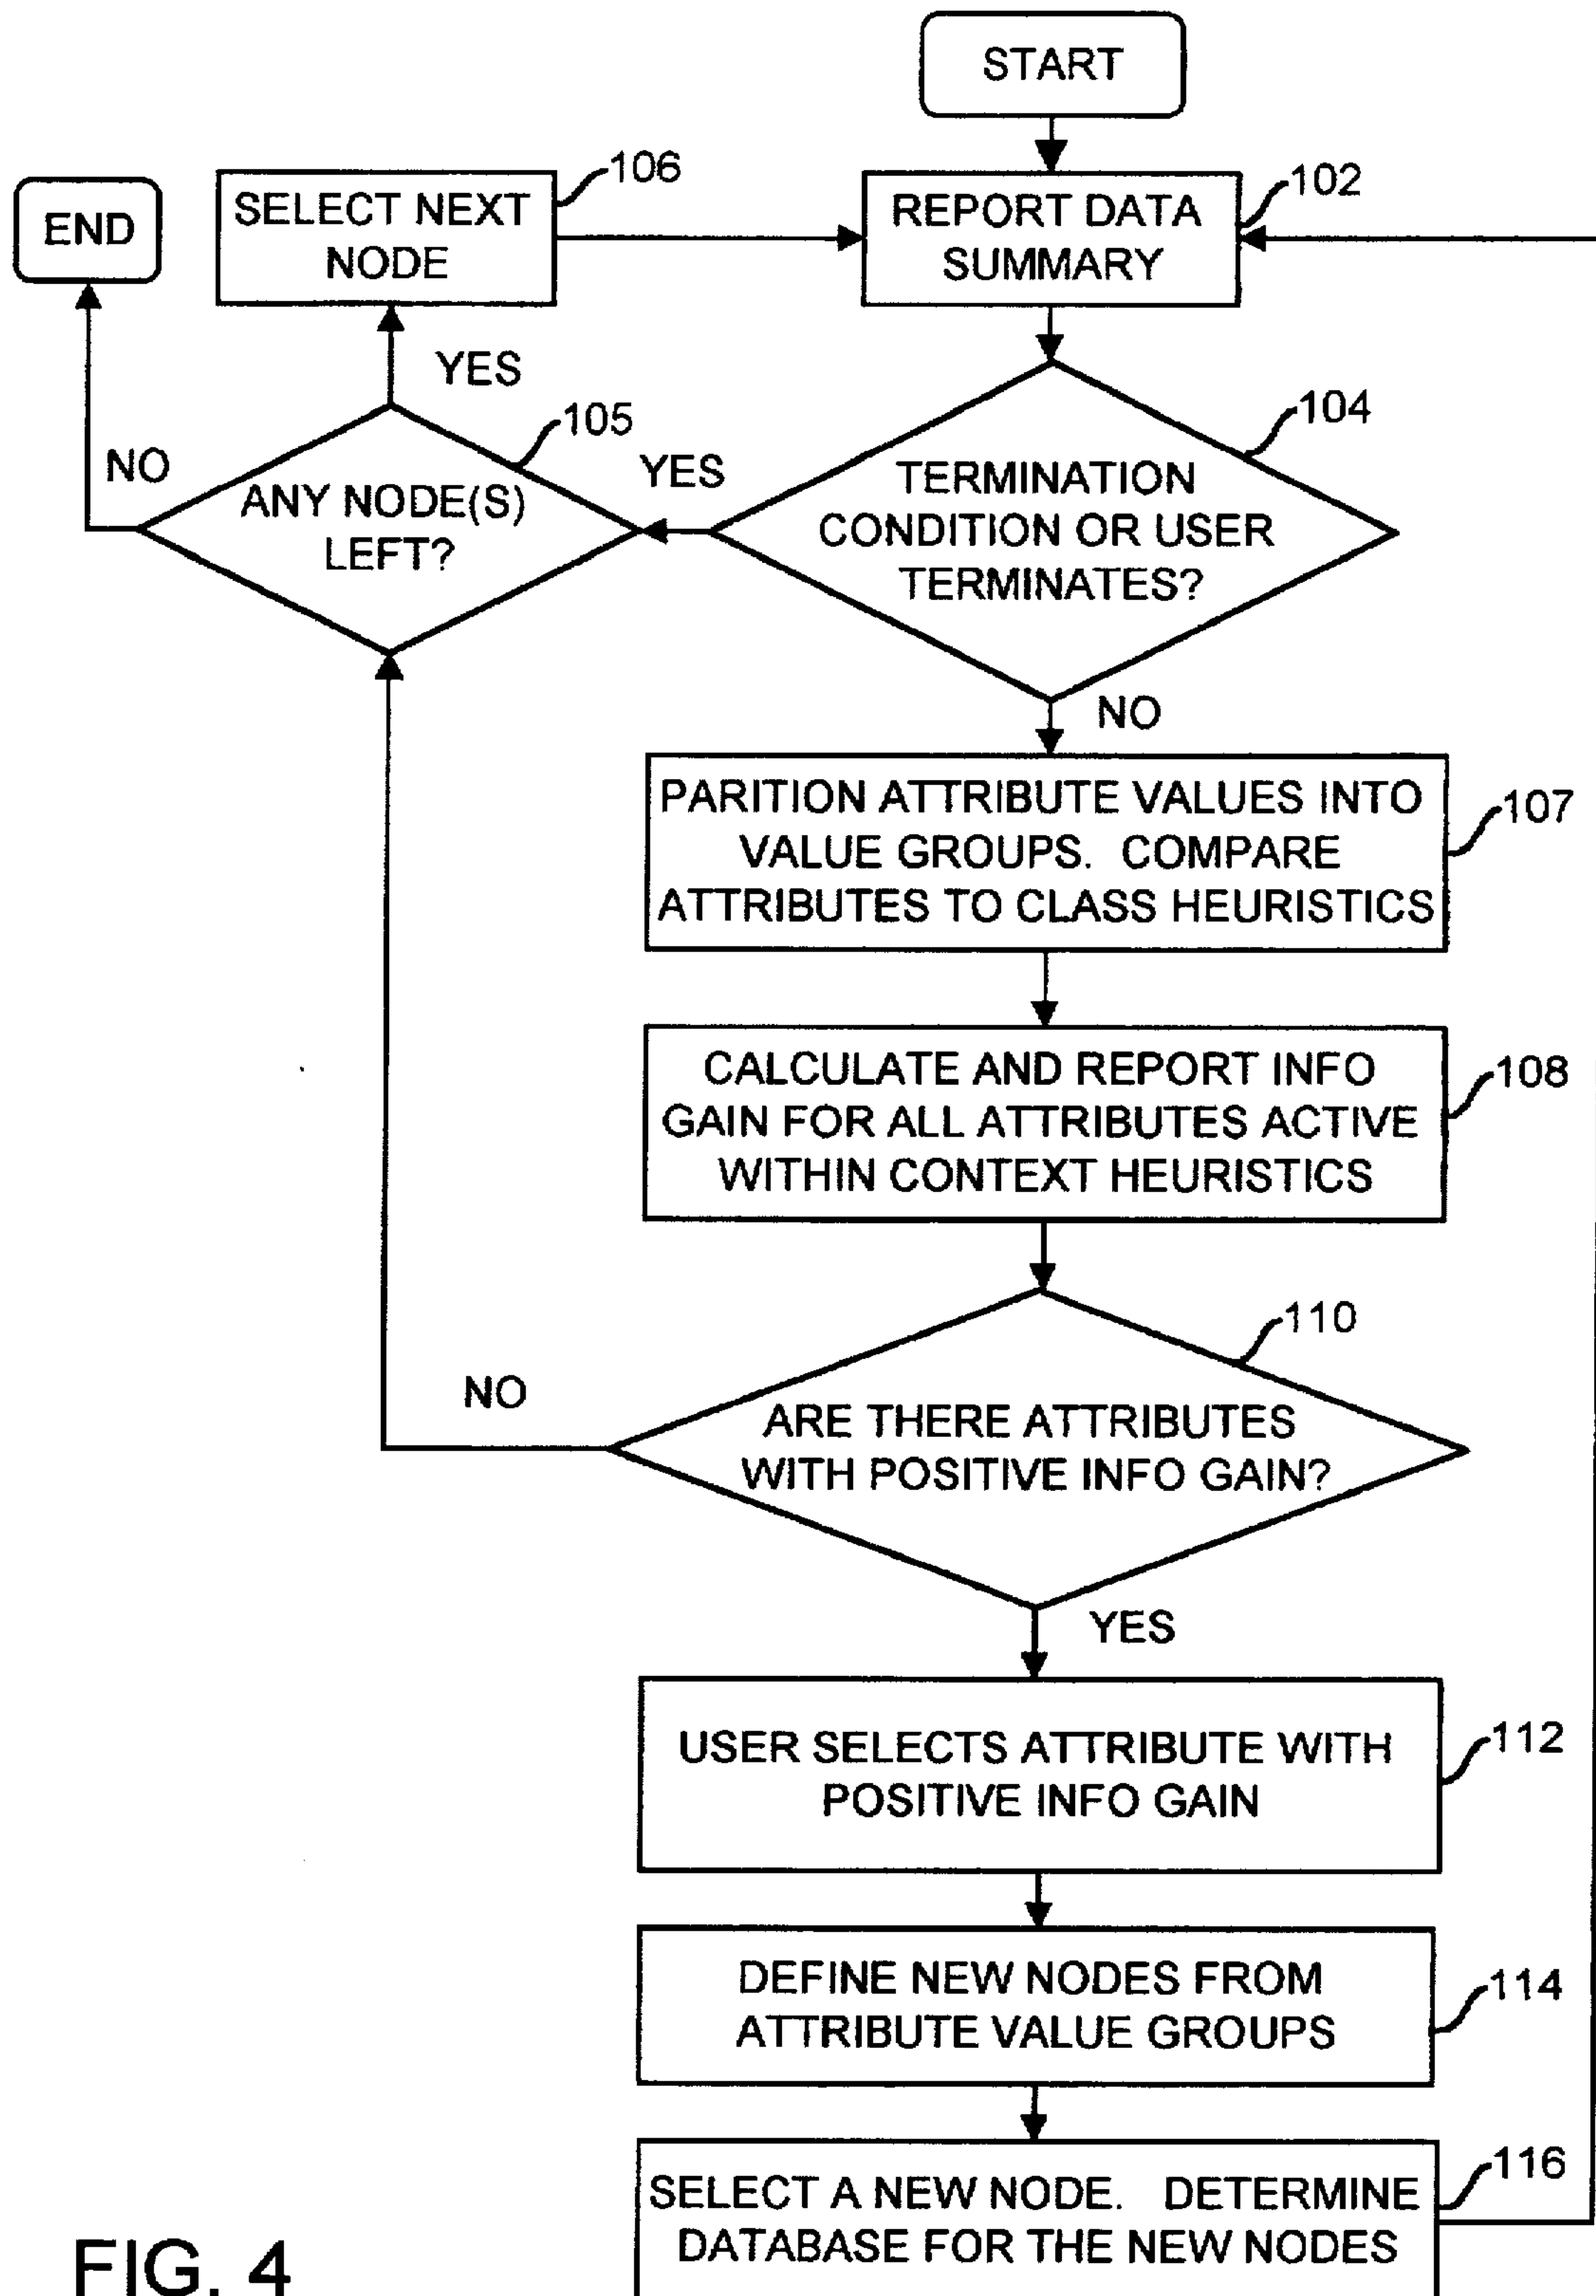 START
106
SELECT NEXT
NODE
END
102
REPORT DATA
SUMMARY
YES
105
ANY NODE(S)
LEFT?
NO
YES
104
TERMINATION
CONDITION OR USER
TERMINATES?
NO
PARITION ATTRIBUTE VALUES INTO
VALUE GROUPS. COMPARE
ATTRIBUTES TO CLASS HEURISTICS
107
CALCULATE AND REPORT INFO
GAIN FOR ALL ATTRIBUTES ACTIVE
WITHIN CONTEXT HEURISTICS
108
110
NO
ARE THERE ATTRIBUTES
WITH POSITIVE INFO GAIN?
YES
USER SELECTS ATTRIBUTE WITH
POSITIVE INFO GAIN
112
DEFINE NEW NODES FROM
ATTRIBUTE VALUE GROUPS
114
SELECT A NEW NODE. DETERMINE
DATABASE FOR THE NEW NODES
116
FIG. 4